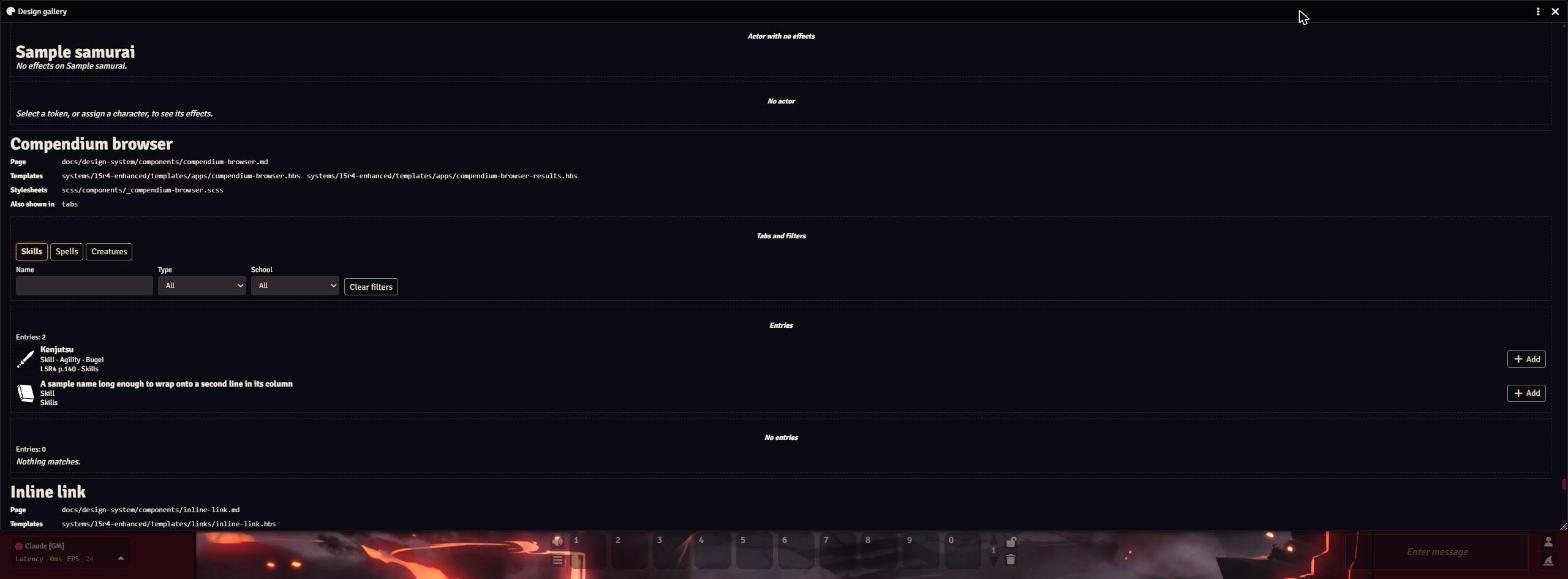 Design gallery
Actor with no effects
Sample samurai
No effects on Sample samurai.
No actor
Select a token, or assign a character, to see its effects.
Compendium browser
Page docs/design-system/components/compendium-browser.md
Templates systems/l5r4-enhanced/templates/apps/compendium-browser.hbs systems/l5r4-enhanced/templates/apps/compendium-browser-results.hbs
Stylesheets scss/components/_compendium-browser.scss
Also shown in tabs
Tabs and filters
Skills Spells Creatures
Name Type School
All All Clear filters
Entries
Entries: 2
Kenjutsu
Skill · Agility · Bugei
L5R4 p.140 · Skills
+ Add
A sample name long enough to wrap onto a second line in its column
Skill
Skills
+ Add
No entries
Entries: 0
Nothing matches.
Inline link
Page docs/design-system/components/inline-link.md
Templates systems/l5r4-enhanced/templates/links/inline-link.hbs
Claude [GM]
Latency 0ms FPS 24
1 2 3 4 5 6 7 8 9 0
1
Enter message